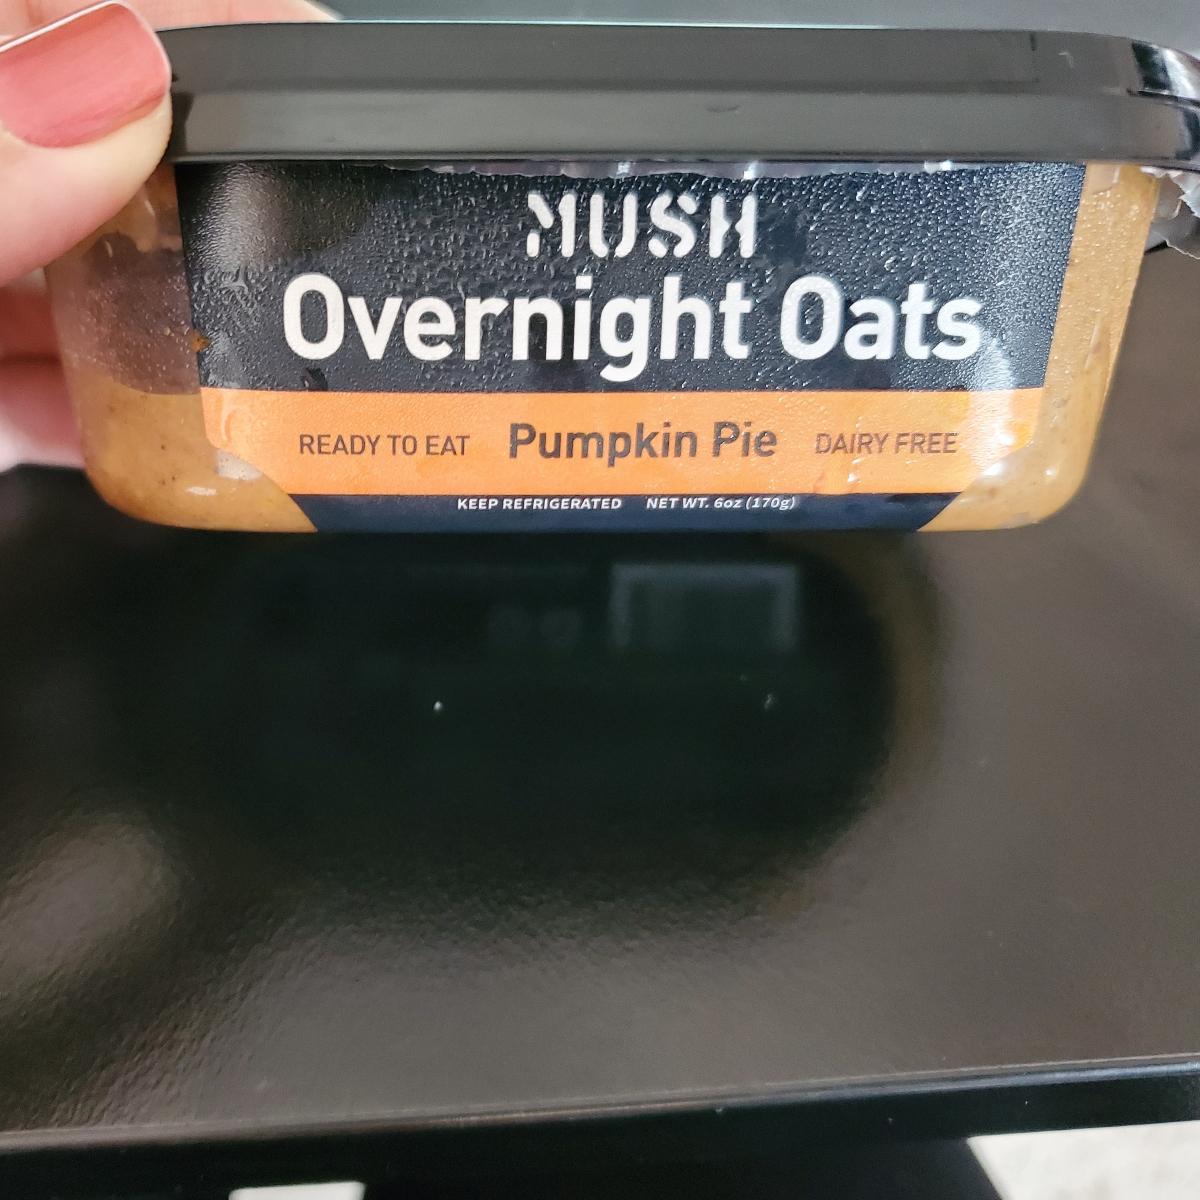 MUSH
Overnight Oats
READY TO EAT Pumpkin Pie DAIRY FREE
KEEP REFRIGERATED NET WT. 6oz (170g)